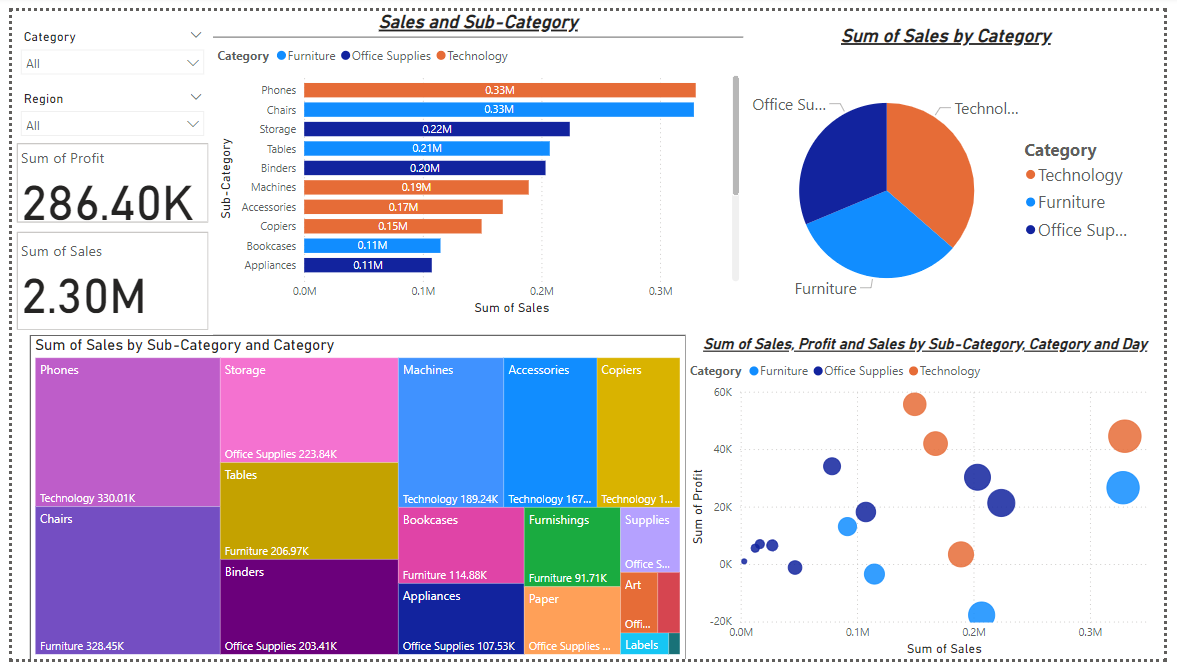 Category
All
Region
All
Sum of Profit
286.40K
Sum of Sales
2.30M
Sales and Sub-Category
Category Furniture Office Supplies Technology
Sub-Category
Phones 0.33M
Chairs 0.33M
Storage 0.22M
Tables 0.21M
Binders 0.20M
Machines 0.19M
Accessories 0.17M
Copiers 0.15M
Bookcases 0.11M
Appliances 0.11M
0.0M 0.1M 0.2M 0.3M
Sum of Sales
Sum of Sales by Category
Office Su... Technol...
Furniture
Category
Technology
Furniture
Office Sup...
Sum of Sales by Sub-Category and Category
Phones
Technology 330.01K
Chairs
Furniture 328.45K
Storage
Office Supplies 223.84K
Tables
Furniture 206.97K
Binders
Office Supplies 203.41K
Machines
Technology 189.24K
Accessories
Technology 167...
Copiers
Technology 1...
Bookcases
Furniture 114.88K
Appliances
Office Supplies 107.53K
Furnishings
Furniture 91.71K
Paper
Office Supplies ...
Supplies
Office S...
Art
Offi...
Labels
Sum of Sales, Profit and Sales by Sub-Category, Category and Day
Category Furniture Office Supplies Technology
Sum of Profit
60K
40K
20K
0K
-20K
0.0M 0.1M 0.2M 0.3M
Sum of Sales